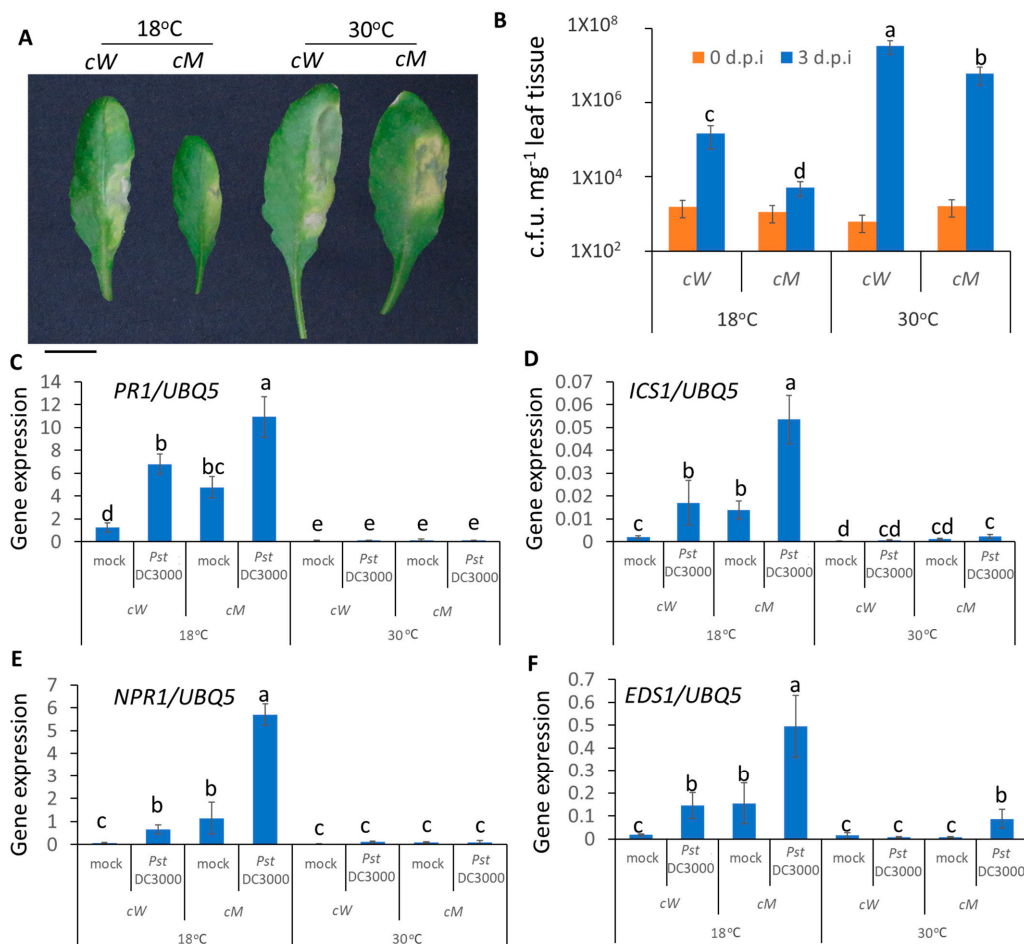 A
18°C
30°C
cW
cM
cW
cM
B
c.f.u. mg-1 leaf tissue
1X10^8
1X10^6
1X10^4
1X10^2
0 d.p.i
3 d.p.i
c
d
a
b
cW
cM
cW
cM
18°C
30°C
C
PR1/UBQ5
Gene expression
14
12
10
8
6
4
2
0
d
b
bc
a
e
e
e
e
mock
Pst DC3000
mock
Pst DC3000
mock
Pst DC3000
mock
Pst DC3000
cW
cM
cW
cM
18°C
30°C
D
ICS1/UBQ5
Gene expression
0.07
0.06
0.05
0.04
0.03
0.02
0.01
0
c
b
b
a
d
cd
cd
c
mock
Pst DC3000
mock
Pst DC3000
mock
Pst DC3000
mock
Pst DC3000
cW
cM
cW
cM
18°C
30°C
E
NPR1/UBQ5
Gene expression
7
6
5
4
3
2
1
0
c
b
b
a
c
c
c
c
mock
Pst DC3000
mock
Pst DC3000
mock
Pst DC3000
mock
Pst DC3000
cW
cM
cW
cM
18°C
30°C
F
EDS1/UBQ5
Gene expression
0.7
0.6
0.5
0.4
0.3
0.2
0.1
0
c
b
b
a
c
c
c
b
mock
Pst DC3000
mock
Pst DC3000
mock
Pst DC3000
mock
Pst DC3000
cW
cM
cW
cM
18°C
30°C